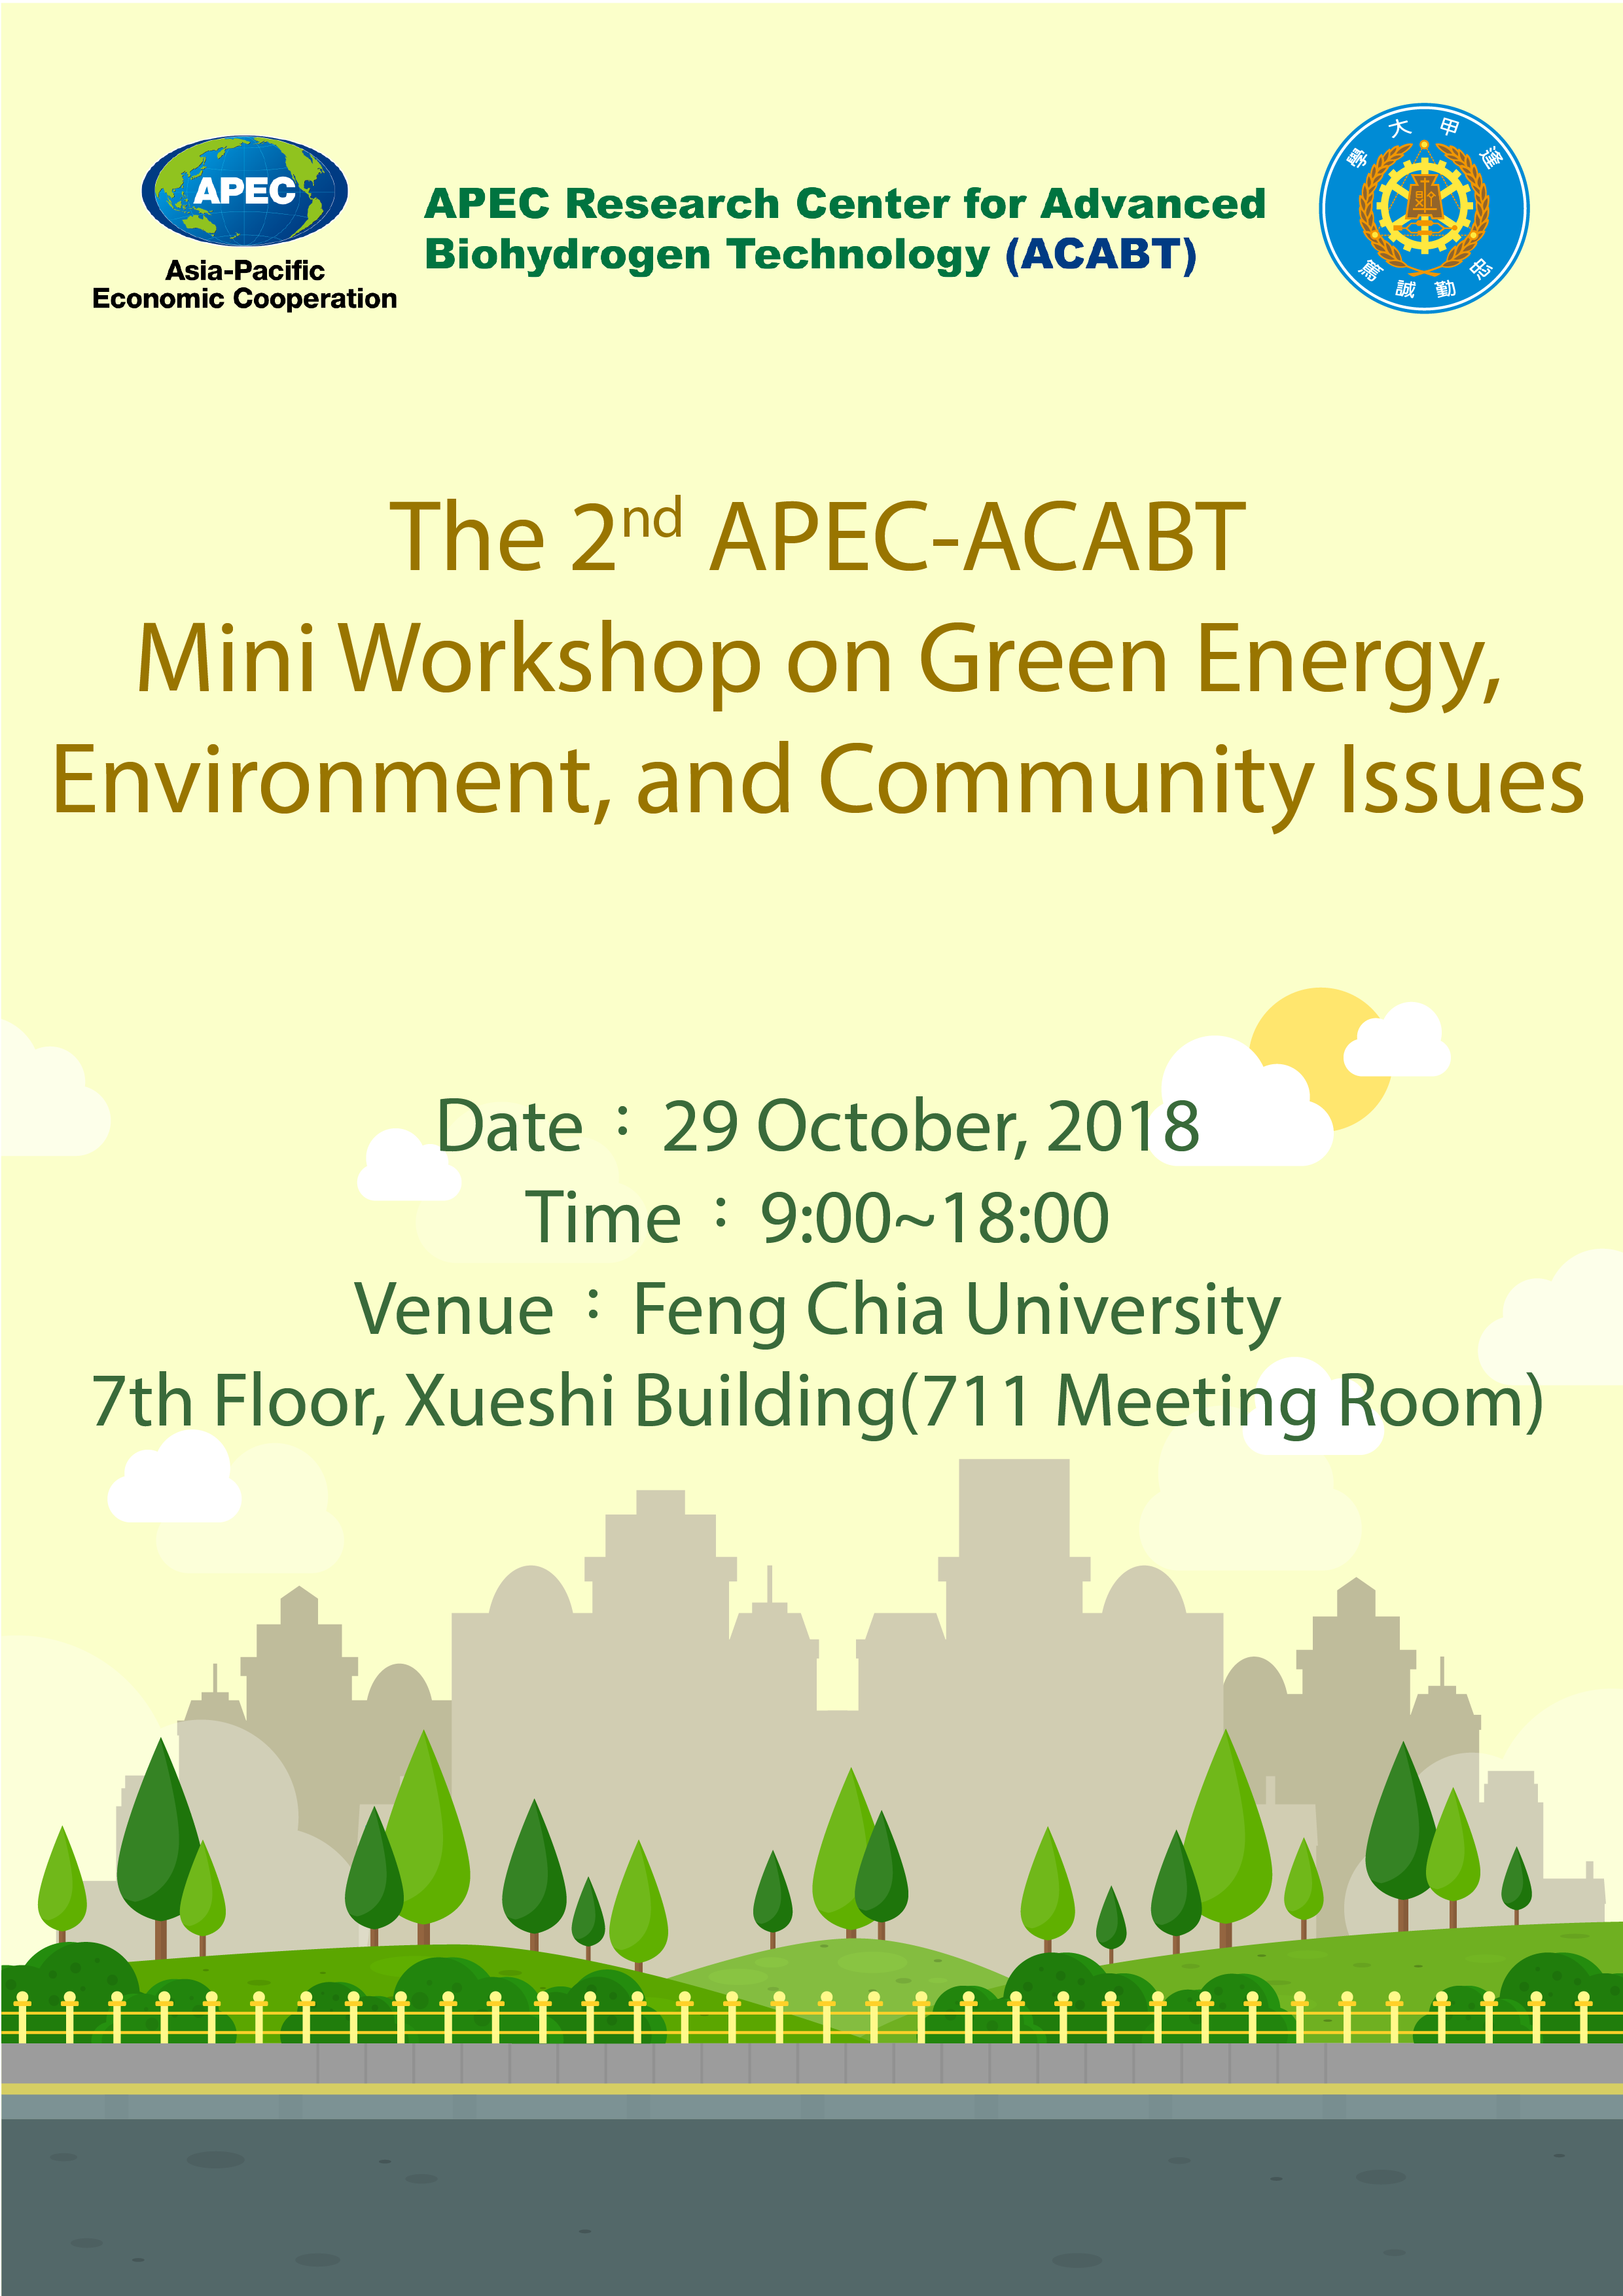 APEC
Asia-Pacific
Economic Cooperation
APEC Research Center for Advanced
Biohydrogen Technology (ACABT)
逢甲大學
忠勤誠篤
The 2nd APEC-ACABT
Mini Workshop on Green Energy,
Environment, and Community Issues
Date：29 October, 2018
Time：9:00~18:00
Venue：Feng Chia University
7th Floor, Xueshi Building(711 Meeting Room)